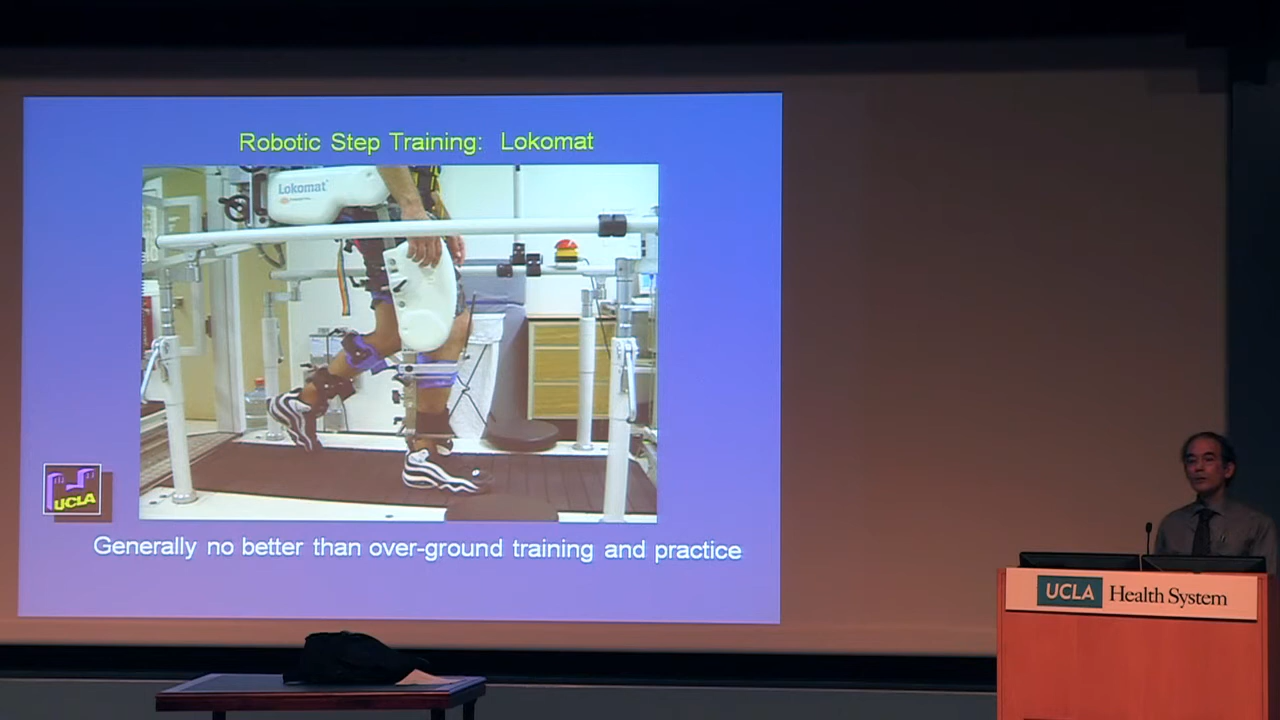 Robotic Step Training: Lokomat
Lokomat
UCLA
Generally no better than over-ground training and practice
UCLA Health System